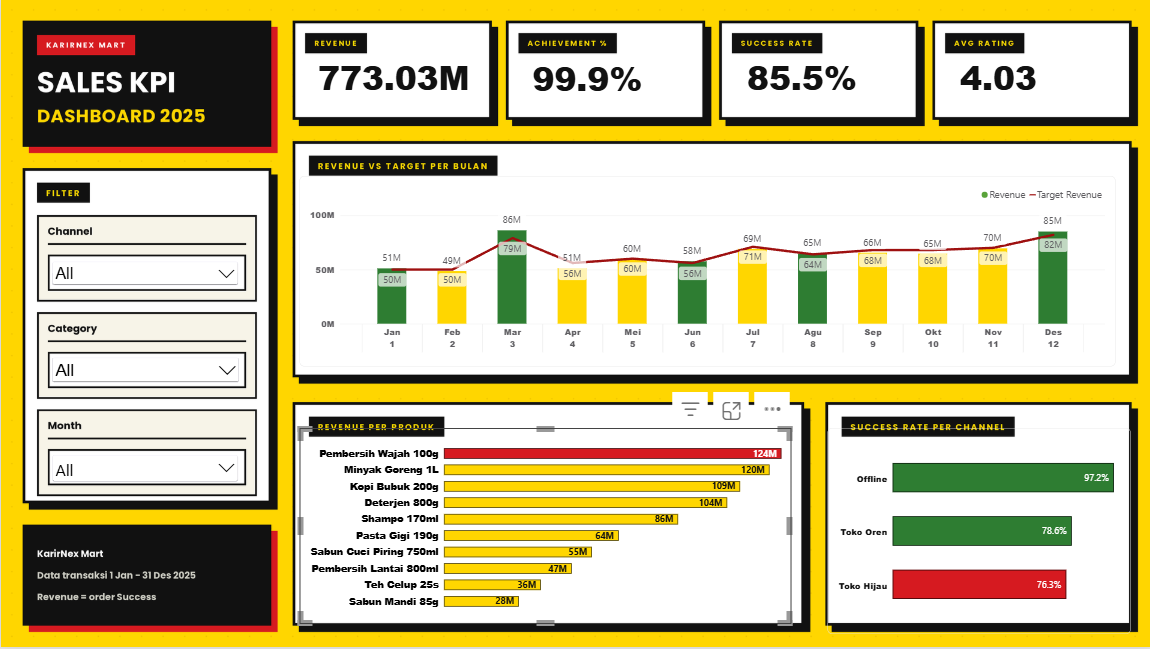 KARIRNEX MART
SALES KPI
DASHBOARD 2025
FILTER
Channel
All
Category
All
Month
All
KarirNex Mart
Data transaksi 1 Jan - 31 Des 2025
Revenue = order Success
REVENUE
773.03M
ACHIEVEMENT %
99.9%
SUCCESS RATE
85.5%
AVG RATING
4.03
REVENUE VS TARGET PER BULAN
Revenue Target Revenue
100M
50M
0M
51M 49M 86M 51M 60M 58M 69M 65M 66M 65M 70M 85M
50M 50M 79M 56M 60M 56M 71M 64M 68M 68M 70M 82M
Jan Feb Mar Apr Mei Jun Jul Agu Sep Okt Nov Des
1 2 3 4 5 6 7 8 9 10 11 12
REVENUE PER PRODUK
Pembersih Wajah 100g 124M
Minyak Goreng 1L 120M
Kopi Bubuk 200g 109M
Deterjen 800g 104M
Shampo 170ml 86M
Pasta Gigi 190g 64M
Sabun Cuci Piring 750ml 55M
Pembersih Lantai 800ml 47M
Teh Celup 25s 36M
Sabun Mandi 85g 28M
SUCCESS RATE PER CHANNEL
Offline 97.2%
Toko Oren 78.6%
Toko Hijau 76.3%